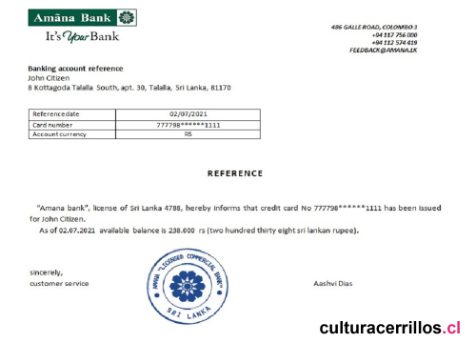 Amãna Bank
It's Your Bank
486 GALLE ROAD, COLOMBO 3
+94 117 756 000
+94 112 574 419
FEEDBACK@AMANA.LK
Banking account reference
John Citizen
8 Kottagoda Talalla South, apt. 30, Talalla, Sri Lanka, 81170
Reference date 02/07/2021
Card number 777798******1111
Account currency RS
REFERENCE
"Amana bank", license of Sri Lanka 4788, hereby informs that credit card No 777798******1111 has been issued
for John Citizen.
As of 02.07.2021 available balance is 238.000 rs (two hundred thirty eight sri lankan rupee).
sincerely,
customer service
Aashvi Dias
AMANA "LICENSED COMMERCIAL BANK"
SRI LANKA
culturacerrillos.cl